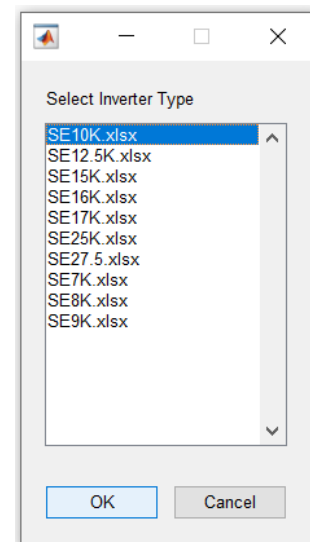 Select Inverter Type
SE10K.xlsx
SE12.5K.xlsx
SE15K.xlsx
SE16K.xlsx
SE17K.xlsx
SE25K.xlsx
SE27.5.xlsx
SE7K.xlsx
SE8K.xlsx
SE9K.xlsx
OK Cancel